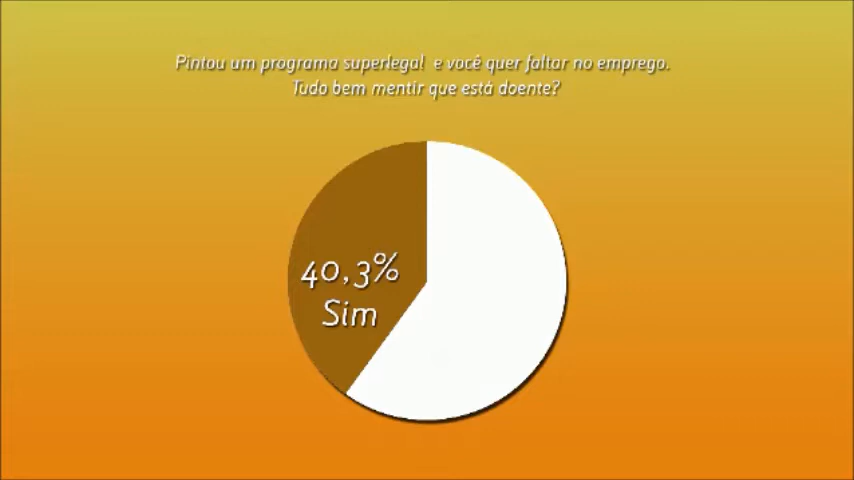 Pintou um programa superlegal e você quer faltar no emprego.
Tudo bem mentir que está doente?
40,3%
Sim